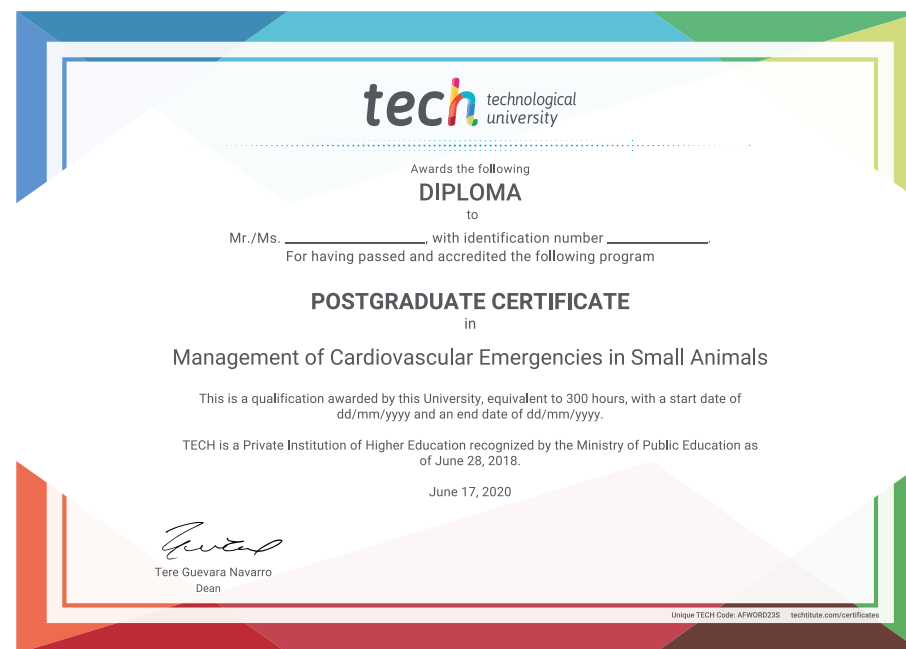 tech technological
university
Awards the following
DIPLOMA
to
Mr./Ms. ____________________, with identification number ______________.
For having passed and accredited the following program
POSTGRADUATE CERTIFICATE
in
Management of Cardiovascular Emergencies in Small Animals
This is a qualification awarded by this University, equivalent to 300 hours, with a start date of
dd/mm/yyyy and an end date of dd/mm/yyyy.
TECH is a Private Institution of Higher Education recognized by the Ministry of Public Education as
of June 28, 2018.
June 17, 2020
Tere Guevara Navarro
Dean
Unique TECH Code: AFWORD23S techtitute.com/certificates